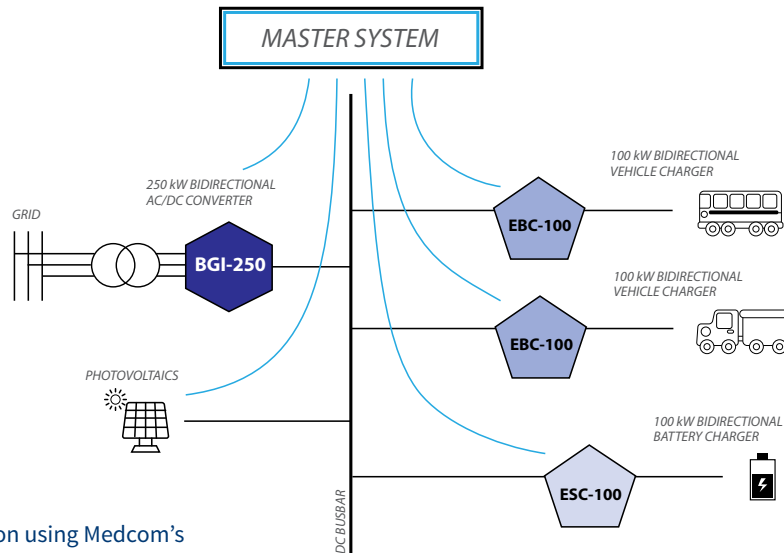 MASTER SYSTEM
100 kW BIDIRECTIONAL
VEHICLE CHARGER
250 kW BIDIRECTIONAL
AC/DC CONVERTER
GRID
EBC-100
BGI-250
100 kW BIDIRECTIONAL
VEHICLE CHARGER
EBC-100
PHOTOVOLTAICS
100 kW BIDIRECTIONAL
BATTERY CHARGER
ESC-100
DC BUSBAR
on using Medcom's